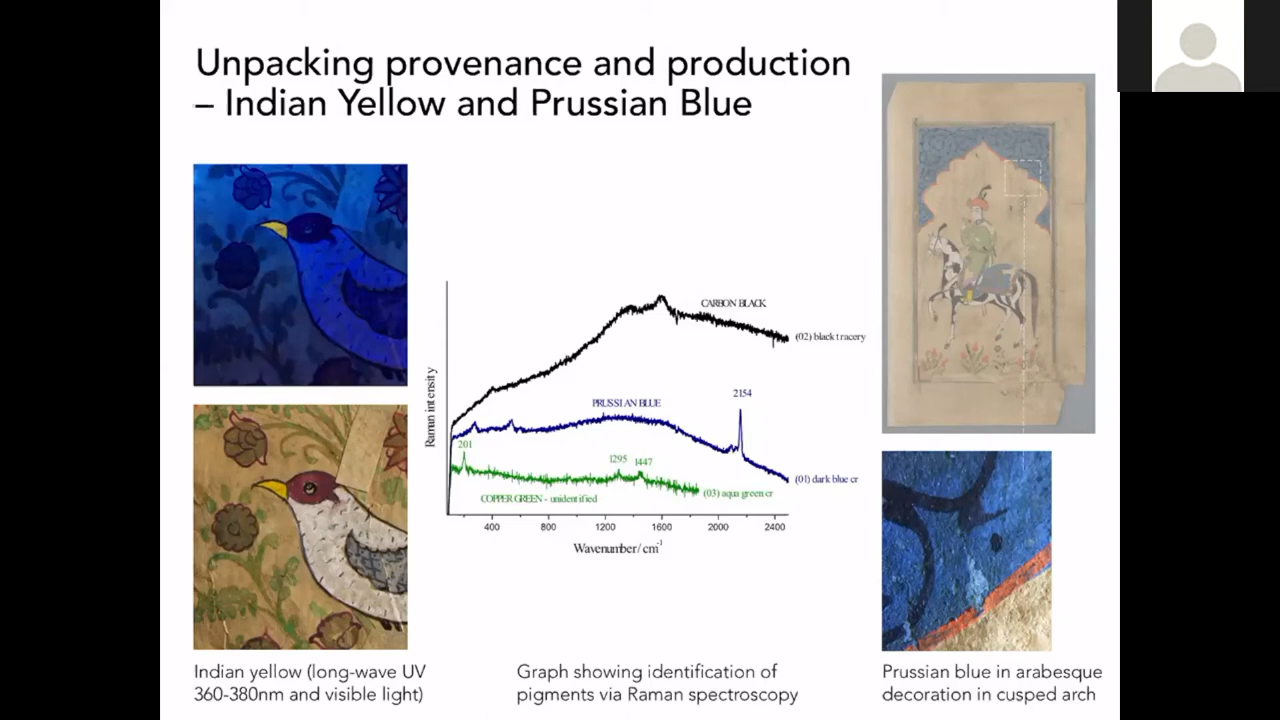 Unpacking provenance and production
– Indian Yellow and Prussian Blue
CARBON BLACK
(02) black tracery
2154
PRUSSIAN BLUE
201
1295
1447
(01) dark blue cr
(03) aqua green cr
COPPER GREEN - unidentified
Raman intensity
400
800
1200
1600
2000
2400
Wavenumber/ cm-1
Indian yellow (long-wave UV
360-380nm and visible light)
Graph showing identification of
pigments via Raman spectroscopy
Prussian blue in arabesque
decoration in cusped arch